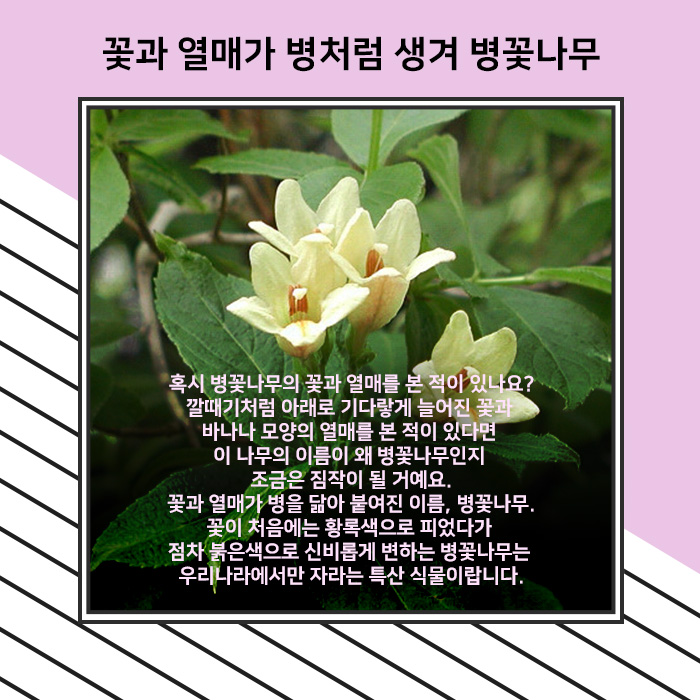 꽃과 열매가 병처럼 생겨 병꽃나무
혹시 병꽃나무의 꽃과 열매를 본 적이 있나요?
깔때기처럼 아래로 기다랗게 늘어진 꽃과
바나나 모양의 열매를 본 적이 있다면
이 나무의 이름이 왜 병꽃나무인지
조금은 짐작이 될 거예요.
꽃과 열매가 병을 닮아 붙여진 이름, 병꽃나무.
꽃이 처음에는 황록색으로 피었다가
점차 붉은색으로 신비롭게 변하는 병꽃나무는
우리나라에서만 자라는 특산 식물이랍니다.